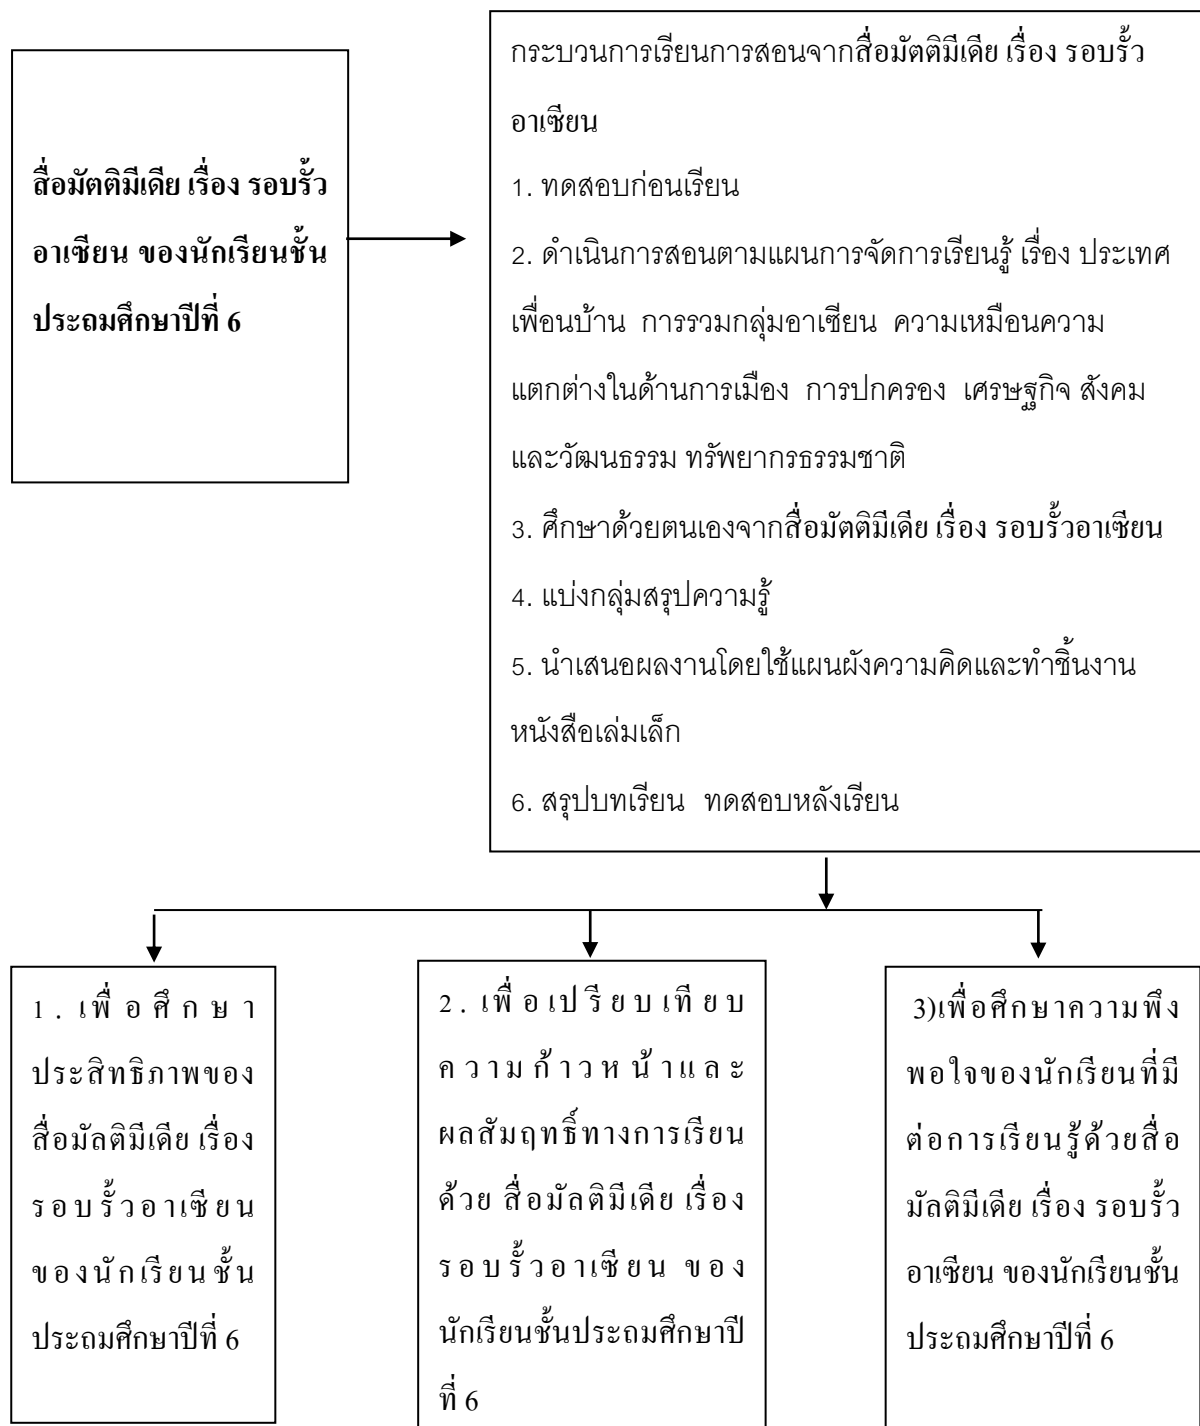 สื่อมัตติมีเดีย เรื่อง รอบรั้ว
อาเซียน ของนักเรียนชั้น
ประถมศึกษาปีที่ 6
กระบวนการเรียนการสอนจากสื่อมัตติมีเดีย เรื่อง รอบรั้ว
อาเซียน
1. ทดสอบก่อนเรียน
2. ดำเนินการสอนตามแผนการจัดการเรียนรู้ เรื่อง ประเทศ
เพื่อนบ้าน การรวมกลุ่มอาเซียน ความเหมือนความ
แตกต่างในด้านการเมือง การปกครอง เศรษฐกิจ สังคม
และวัฒนธรรม ทรัพยากรธรรมชาติ
3. ศึกษาด้วยตนเองจากสื่อมัตติมีเดีย เรื่อง รอบรั้วอาเซียน
4. แบ่งกลุ่มสรุปความรู้
5. นำเสนอผลงานโดยใช้แผนผังความคิดและทำชิ้นงาน
หนังสือเล่มเล็ก
6. สรุปบทเรียน ทดสอบหลังเรียน
1. เพื่อศึกษา
ประสิทธิภาพของ
สื่อมัลติมีเดีย เรื่อง
รอบรั้วอาเซียน
ของนักเรียนชั้น
ประถมศึกษาปีที่ 6
2. เพื่อเปรียบเทียบ
ความก้าวหน้าและ
ผลสัมฤทธิ์ทางการเรียน
ด้วย สื่อมัลติมีเดีย เรื่อง
รอบรั้วอาเซียน ของ
นักเรียนชั้นประถมศึกษาปี
ที่ 6
3)เพื่อศึกษาความพึง
พอใจของนักเรียนที่มี
ต่อการเรียนรู้ด้วยสื่อ
มัลติมีเดีย เรื่อง รอบรั้ว
อาเซียน ของนักเรียนชั้น
ประถมศึกษาปีที่ 6